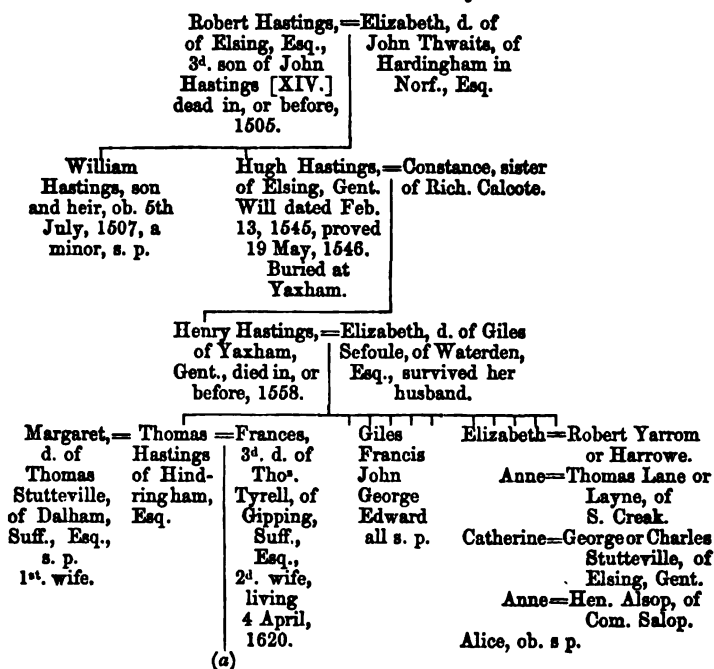 Robert Hastings,=Elizabeth, d. of
of Elsing, Esq., John Thwaits, of
3d. son of John Hardingham in
Hastings [XIV.] Norf., Esq.
dead in, or before,
1505.
William
Hastings, son
and heir, ob. 5th
July, 1507, a
minor, s. p.
Hugh Hastings,=Constance, sister
of Elsing, Gent. of Rich. Calcote.
Will dated Feb.
13, 1545, proved
19 May, 1546.
Buried at
Yaxham.
Henry Hastings,=Elizabeth, d. of Giles
of Yaxham, Sefoule, of Waterden,
Gent., died in, or Esq., survived her
before, 1558. husband.
Margaret,=
d. of
Thomas
Stutteville,
of Dalham,
Suff., Esq.,
s. p.
1st. wife.
Thomas
Hastings
of Hind-
ringham,
Esq.
=Frances,
3d. d. of
Thos.
Tyrell, of
Gipping,
Suff.,
Esq.,
2d. wife,
living
4 April,
1620.
(a)
Giles
Francis
John
George
Edward
all s. p.
Elizabeth=Robert Yarrom
or Harrowe.
Anne=Thomas Lane or
Layne, of
S. Creak.
Catherine=George or Charles
Stutteville, of
Elsing, Gent.
Anne=Hen. Alsop, of
Com. Salop.
Alice, ob. s p.